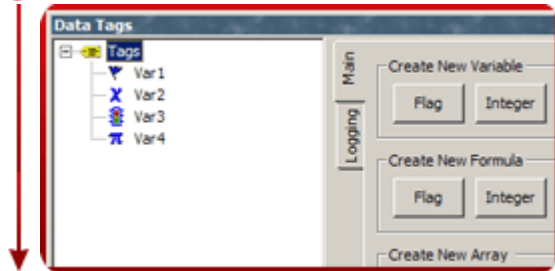 Data Tags
Tags
Var1
Var2
Var3
Var4
Main
Logging
Create New Variable
Flag Integer
Create New Formula
Flag Integer
Create New Array